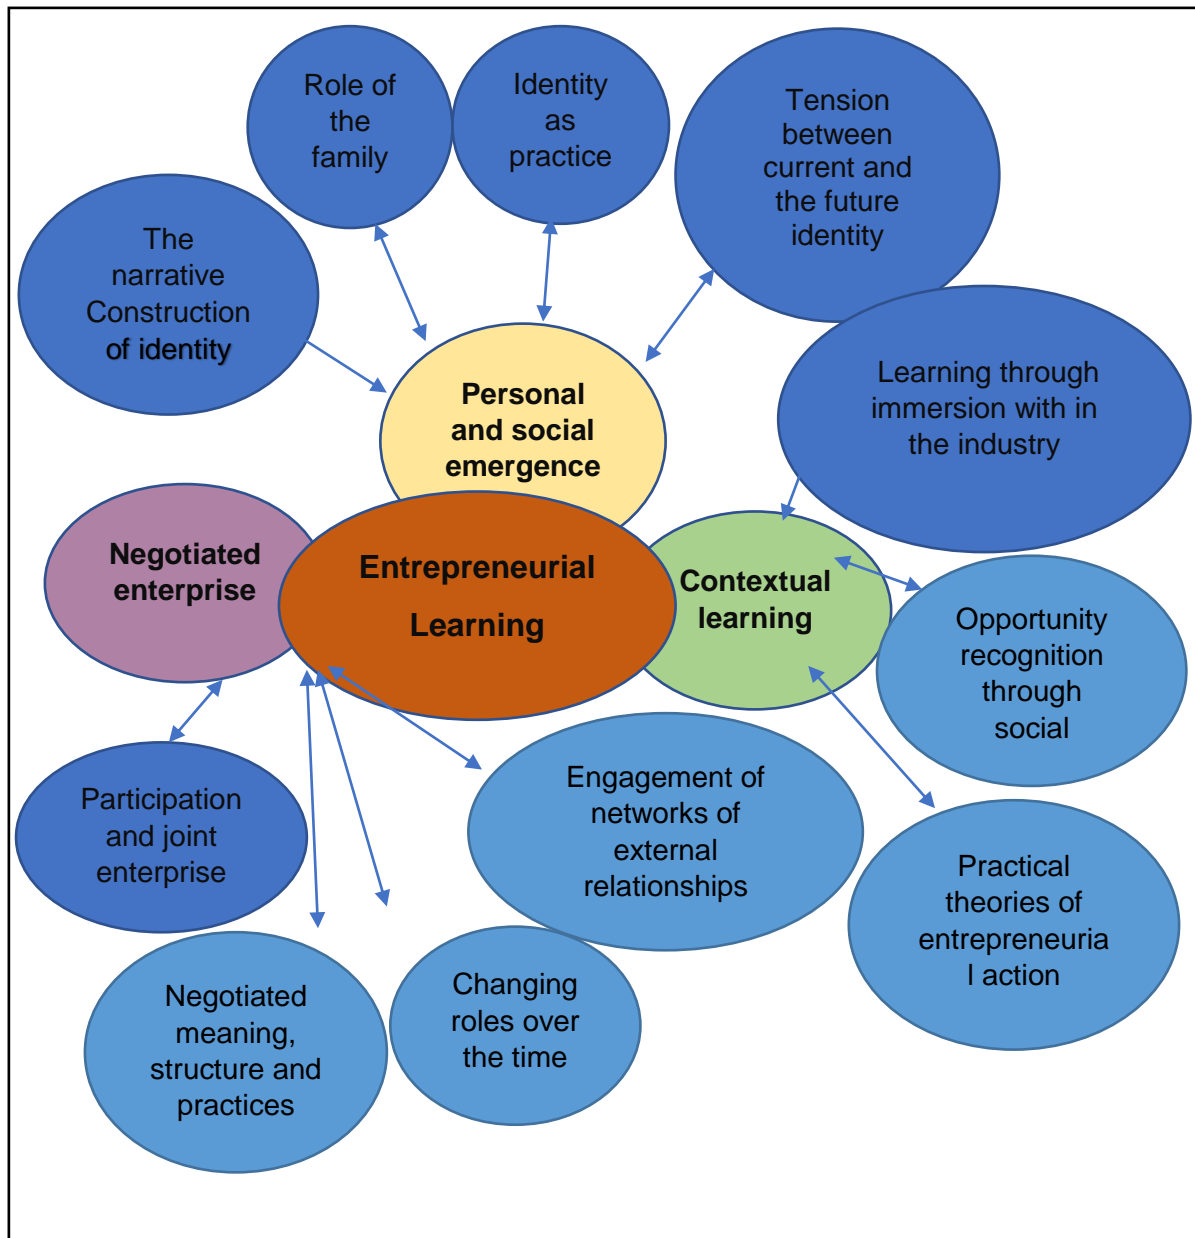 Role of
the
family
Identity
as
practice
Tension
between
current and
the future
identity
The
narrative
Construction
of identity
Learning through
immersion with in
the industry
Personal
and social
emergence
Negotiated
enterprise
Entrepreneurial
Learning
Contextual
learning
Opportunity
recognition
through
social
Participation
and joint
enterprise
Engagement of
networks of
external
relationships
Practical
theories of
entrepreneuria
l action
Negotiated
meaning,
structure and
practices
Changing
roles over
the time